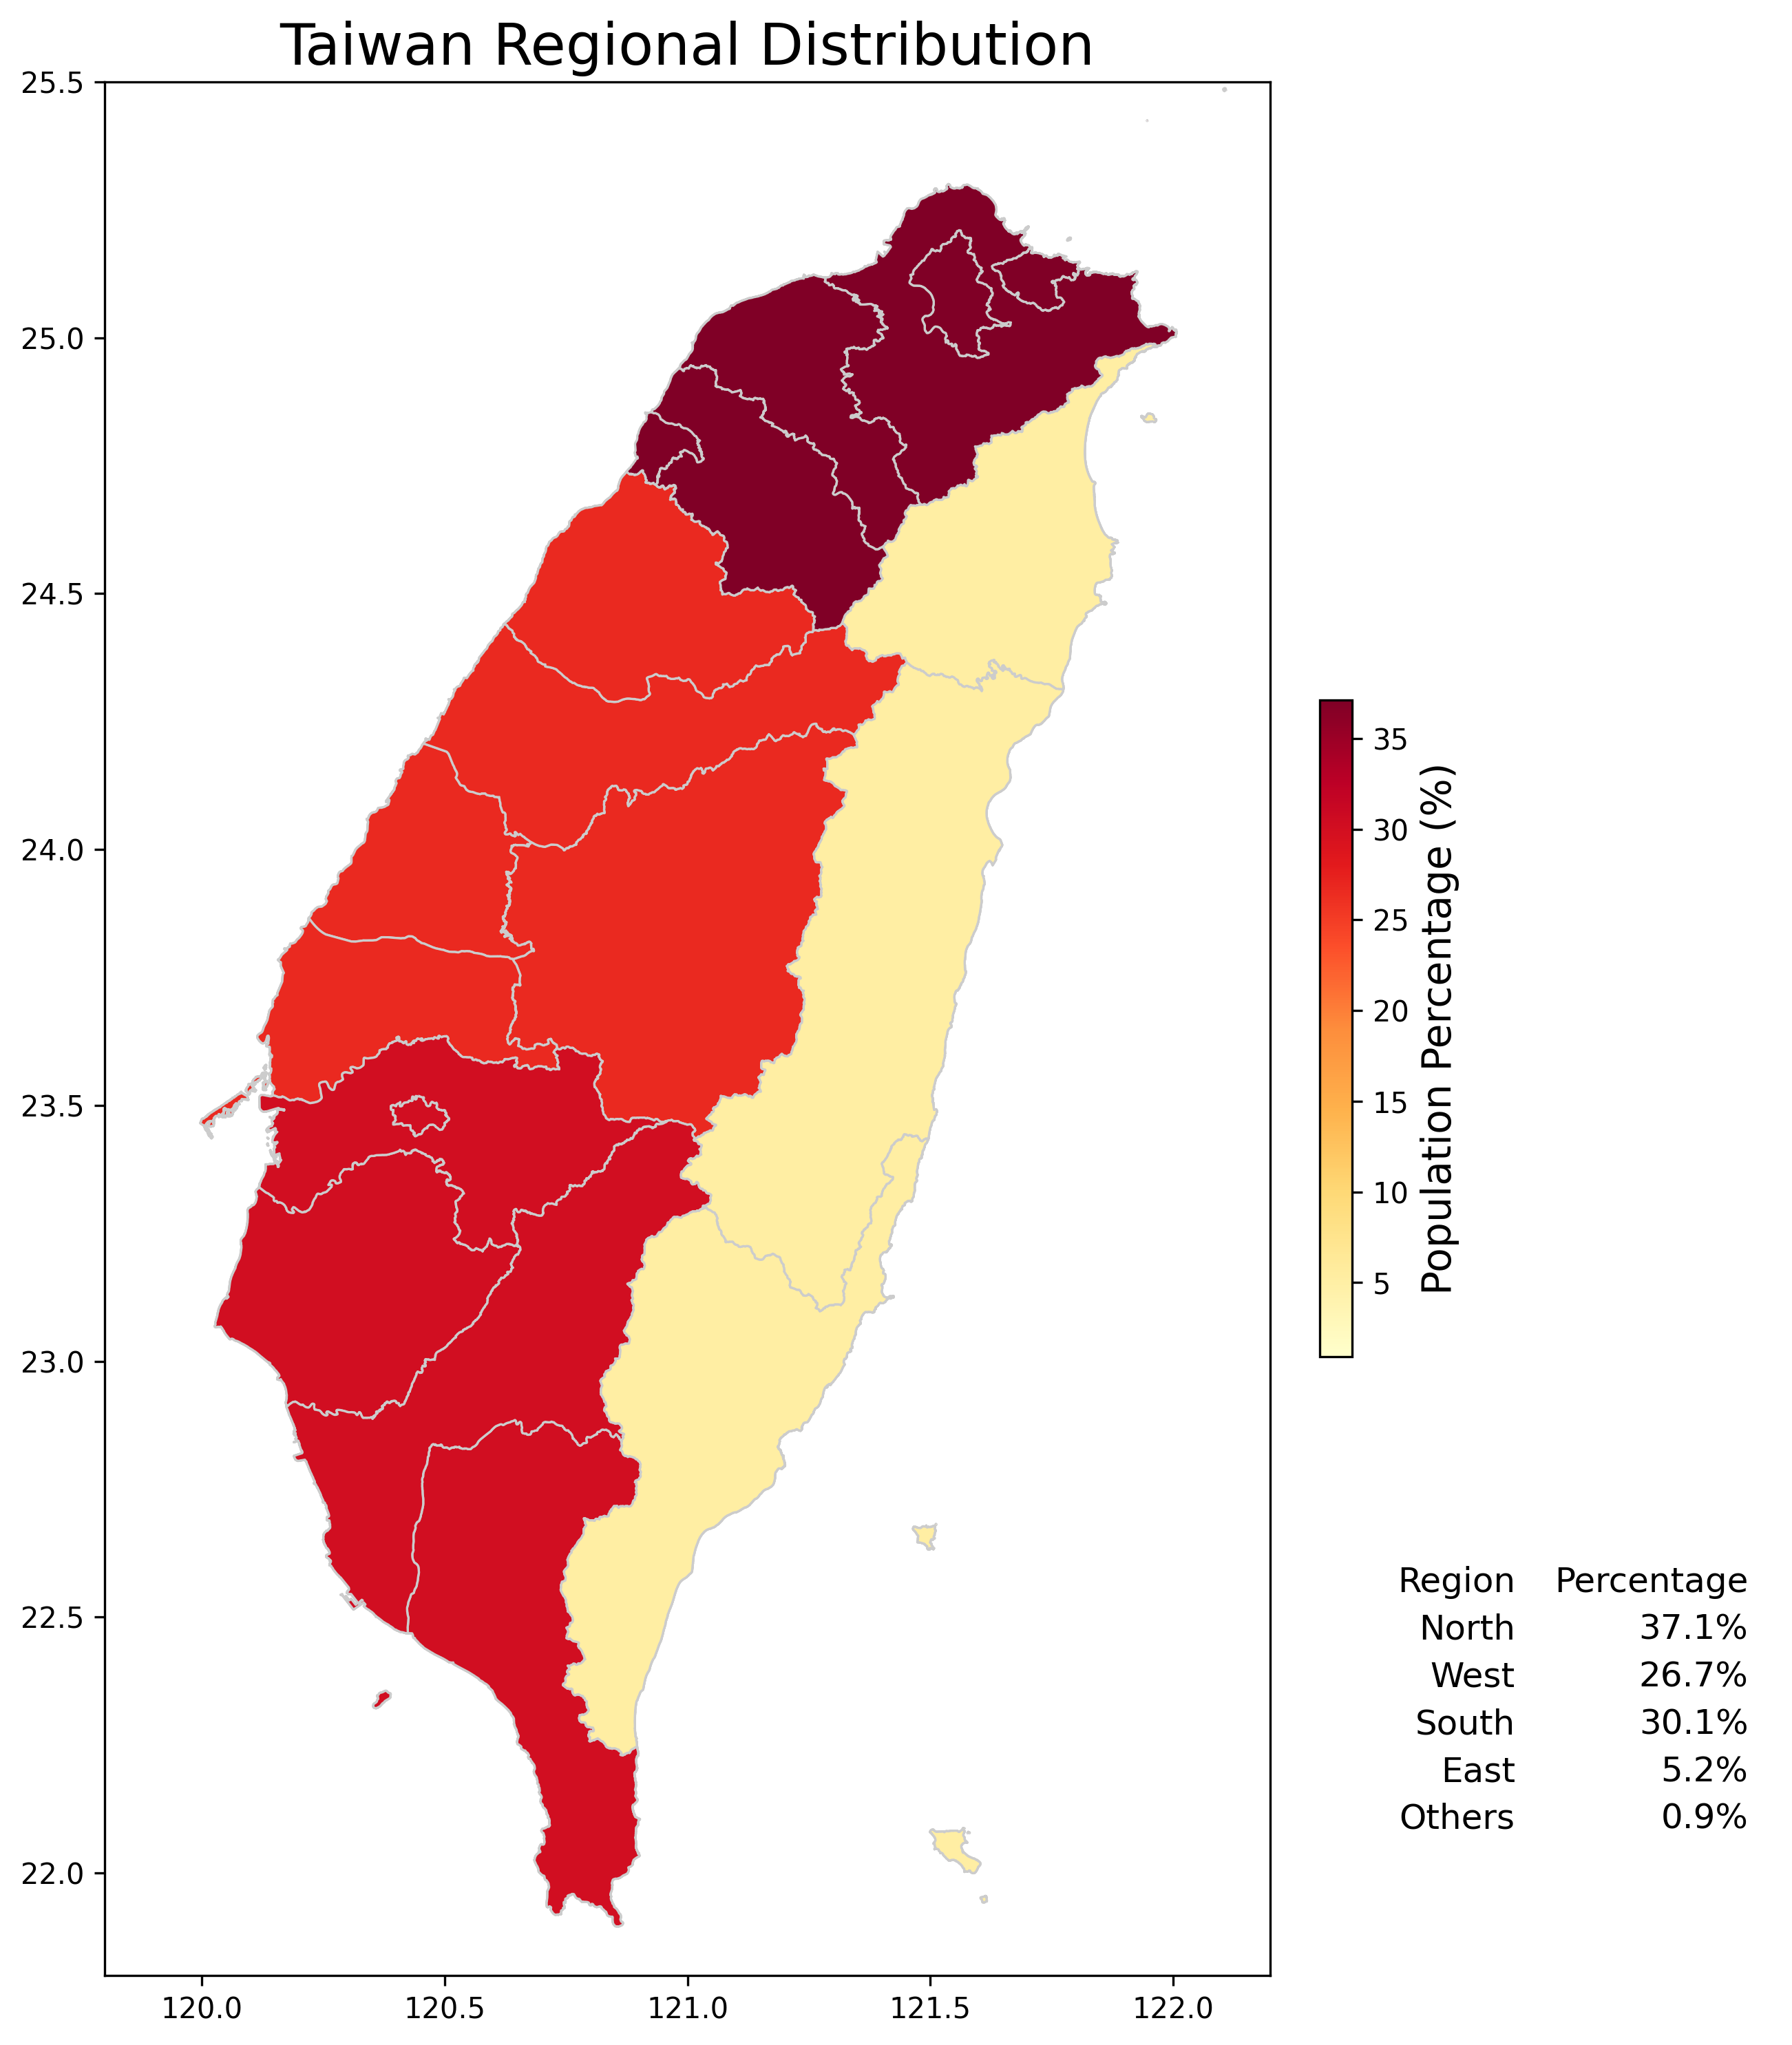 Taiwan Regional Distribution
25.5
25.0
24.5
24.0
23.5
23.0
22.5
22.0
120.0 120.5 121.0 121.5 122.0
35
30
25
20
15
10
5
Population Percentage (%)
Region Percentage
North 37.1%
West 26.7%
South 30.1%
East 5.2%
Others 0.9%